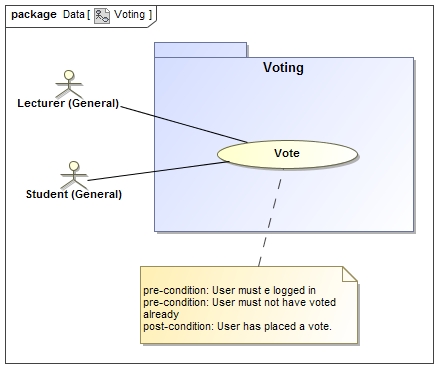 package Data [ Voting ]
Voting
Lecturer (General)
Vote
Student (General)
pre-condition: User must e logged in
pre-condition: User must not have voted
already
post-condition: User has placed a vote.